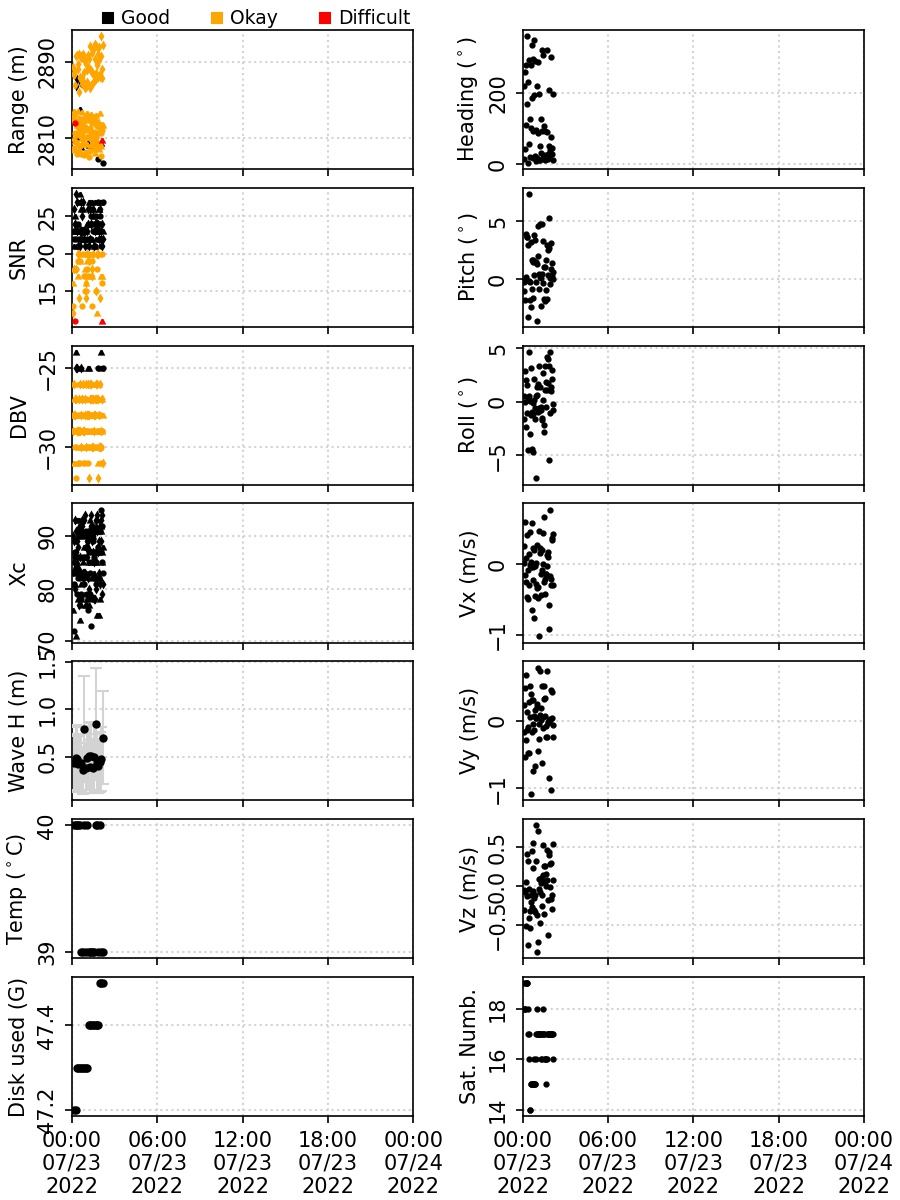 Good Okay Difficult
Range (m)
2890
2810
Heading (°)
200
0
SNR
25
20
15
Pitch (°)
5
0
DBV
−25
−30
Roll (°)
5
0
−5
Xc
90
80
70
Vx (m/s)
0
−1
Wave H (m)
1.5
1.0
0.5
Vy (m/s)
0
−1
Temp (°C)
40
39
Vz (m/s)
0.5
0.0
−0.5
Disk used (G)
47.4
47.2
Sat. Numb.
18
16
14
00:00 06:00 12:00 18:00 00:00
07/23 07/23 07/23 07/23 07/24
2022 2022 2022 2022 2022
00:00 06:00 12:00 18:00 00:00
07/23 07/23 07/23 07/23 07/24
2022 2022 2022 2022 2022